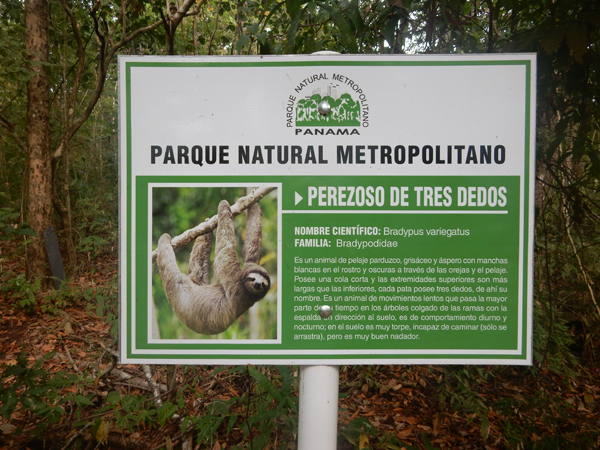 PARQUE NATURAL METROPOLITANO
PANAMA
PARQUE NATURAL METROPOLITANO
PEREZOSO DE TRES DEDOS
NOMBRE CIENTÍFICO: Bradypus variegatus
FAMILIA: Bradypodidae
Es un animal de pelaje parduzco, grisáceo y áspero con manchas
blancas en el rostro y oscuras a través de las orejas y el pelaje.
Posee una cola corta y las extremidades superiores son más
largas que las inferiores, cada pata posee tres dedos, de ahí su
nombre. Es un animal de movimientos lentos que pasa la mayor
parte tiempo en los árboles colgado de las ramas con la
espalda en dirección al suelo, es de comportamiento diurno y
nocturno; en el suelo es muy torpe, incapaz de caminar (sólo se
arrastra), pero es muy buen nadador.